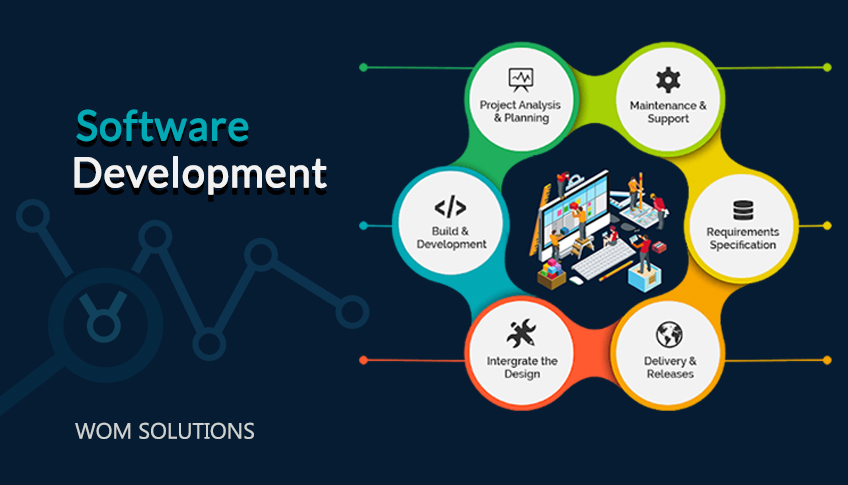 Software
Development
WOM SOLUTIONS
Project Analysis
& Planning
Maintenance &
Support
Build &
Development
Requirements
Specification
Intergrate the
Design
Delivery &
Releases